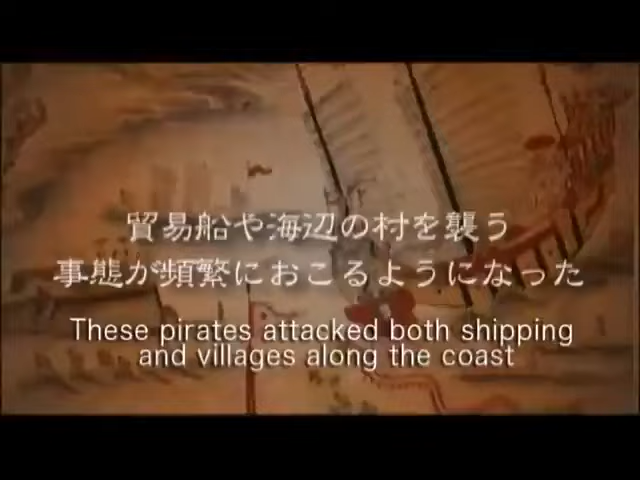 貿易船や海辺の村を襲う
事態が頻繁におこるようになった
These pirates attacked both shipping
and villages along the coast